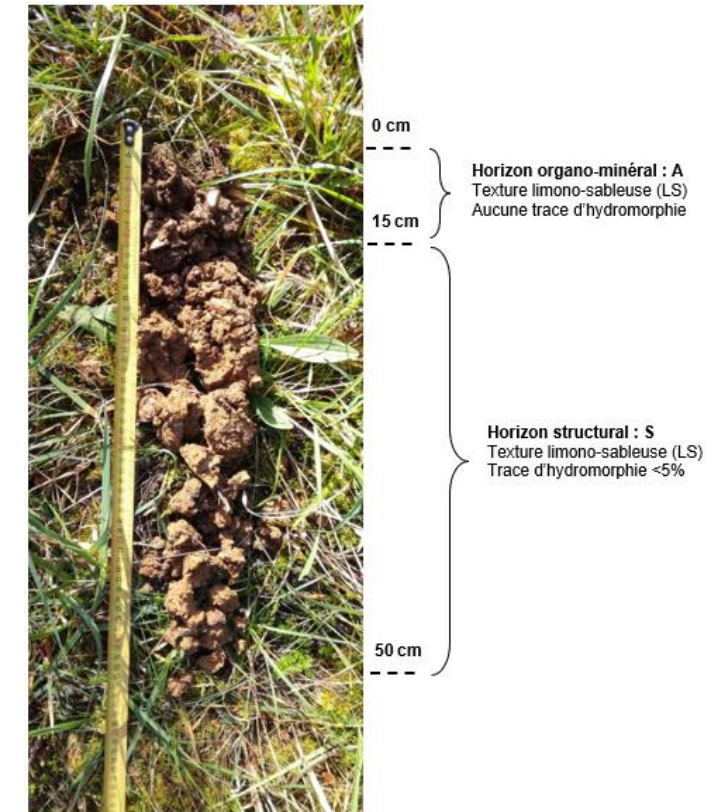 0 cm
Horizon organo-minéral : A
Texture limono-sableuse (LS)
Aucune trace d'hydromorphie
15 cm
Horizon structural : S
Texture limono-sableuse (LS)
Trace d'hydromorphie <5%
50 cm